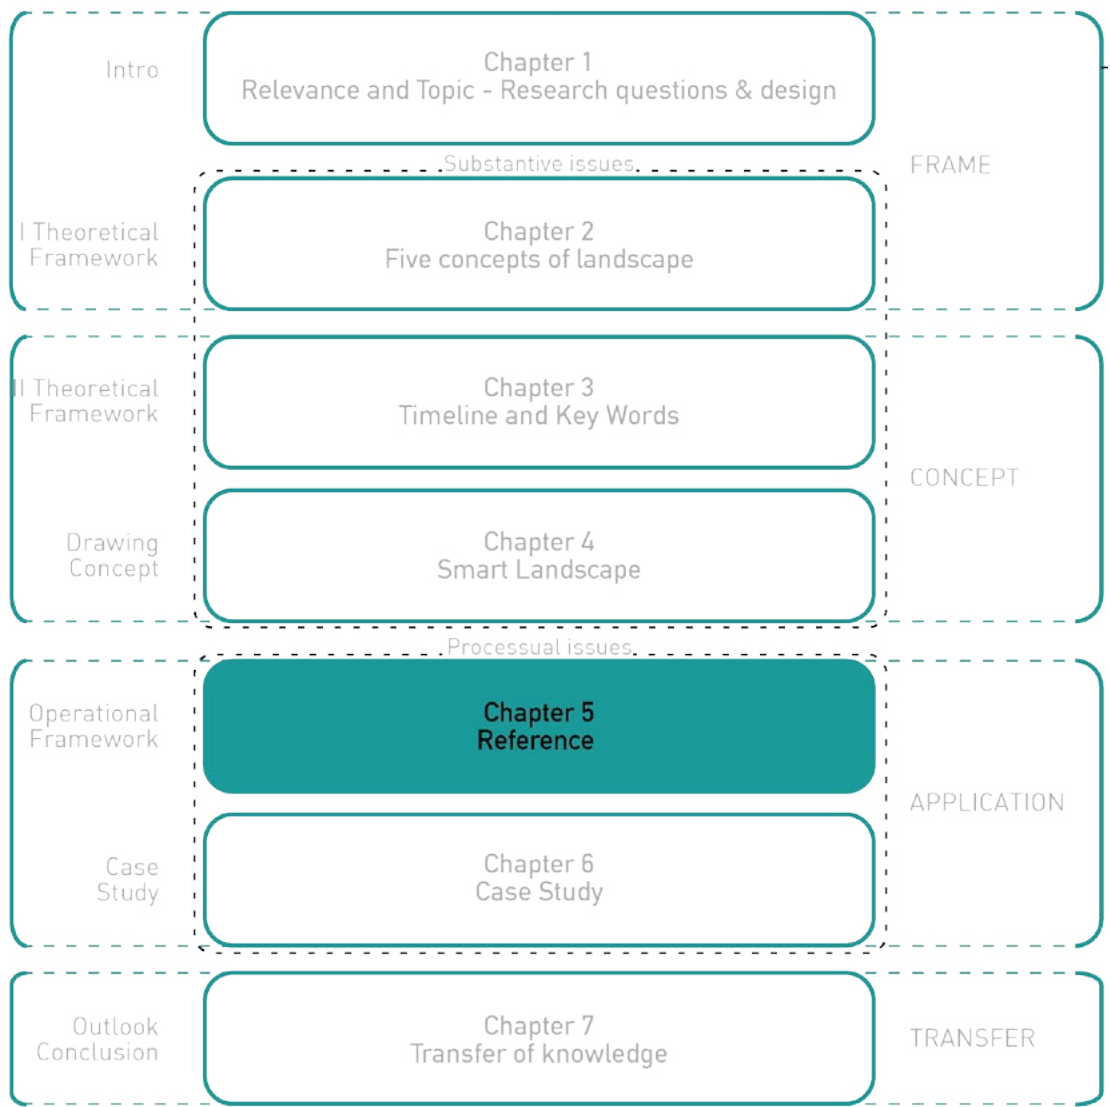 Intro
Chapter 1
Relevance and Topic - Research questions & design
FRAME
Substantive issues
I Theoretical
Framework
Chapter 2
Five concepts of landscape
II Theoretical
Framework
Chapter 3
Timeline and Key Words
CONCEPT
Drawing
Concept
Chapter 4
Smart Landscape
Processual issues
Operational
Framework
Chapter 5
Reference
APPLICATION
Case
Study
Chapter 6
Case Study
Outlook
Conclusion
Chapter 7
Transfer of knowledge
TRANSFER